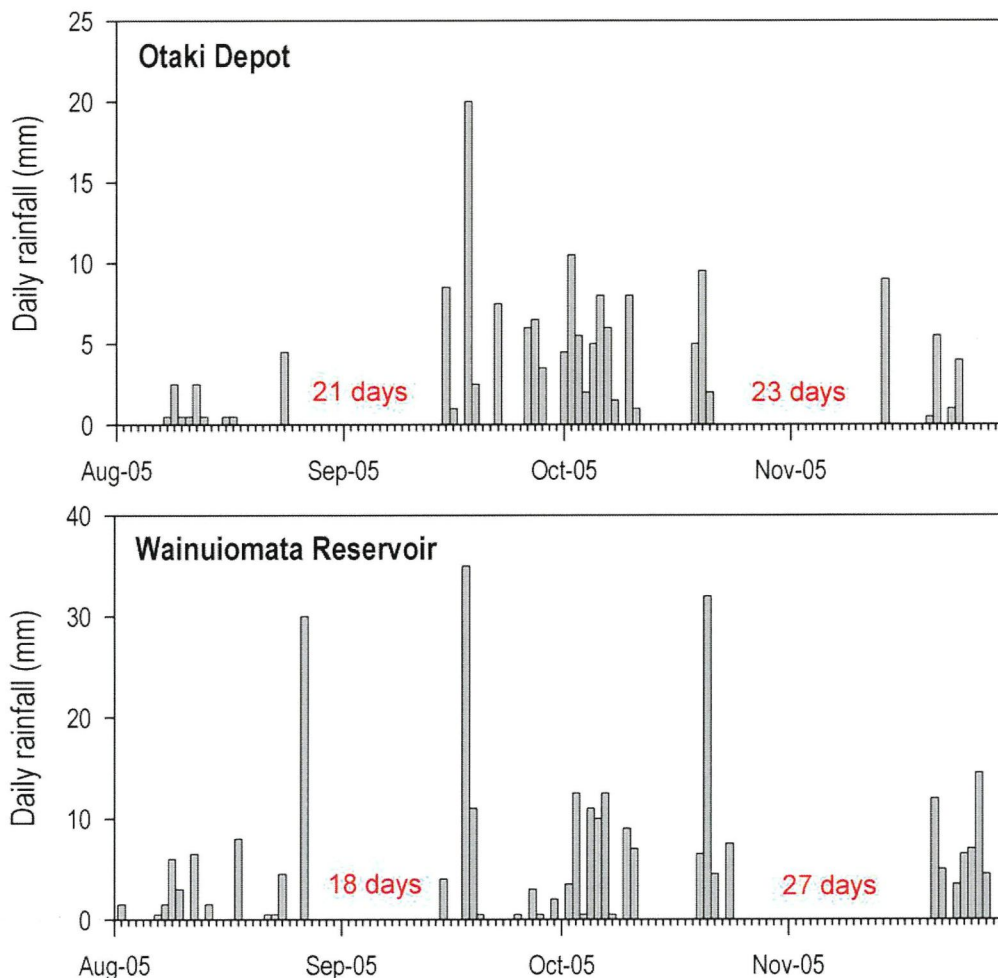 25
Otaki Depot
20
15
10
5
0
Daily rainfall (mm)
21 days
23 days
Aug-05 Sep-05 Oct-05 Nov-05
40
Wainuiomata Reservoir
30
20
10
0
Daily rainfall (mm)
18 days
27 days
Aug-05 Sep-05 Oct-05 Nov-05